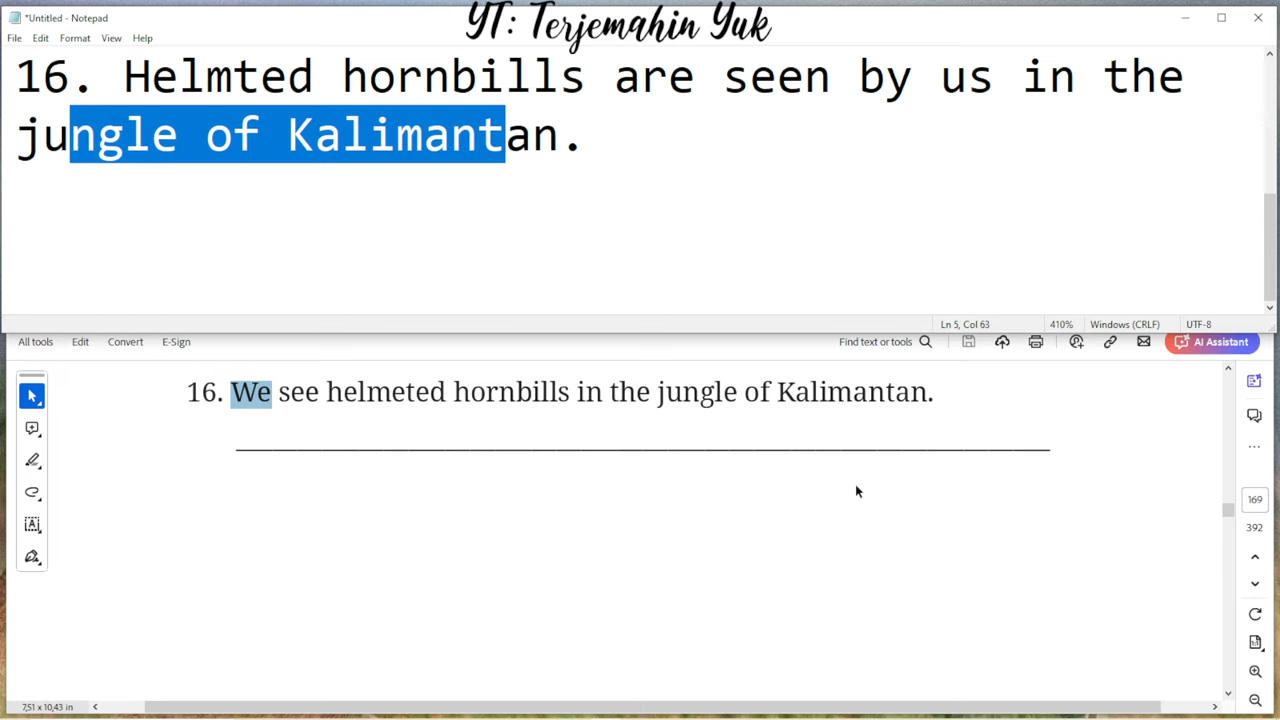 YT: Terjemahin Yuk
*Untitled - Notepad
File Edit Format View Help
16. Helmted hornbills are seen by us in the
jungle of Kalimantan.
Ln 5, Col 63 410% Windows (CRLF) UTF-8
All tools Edit Convert E-Sign Find text or tools AI Assistant
16. We see helmeted hornbills in the jungle of Kalimantan.
169
392
7,51 x 10,43 in